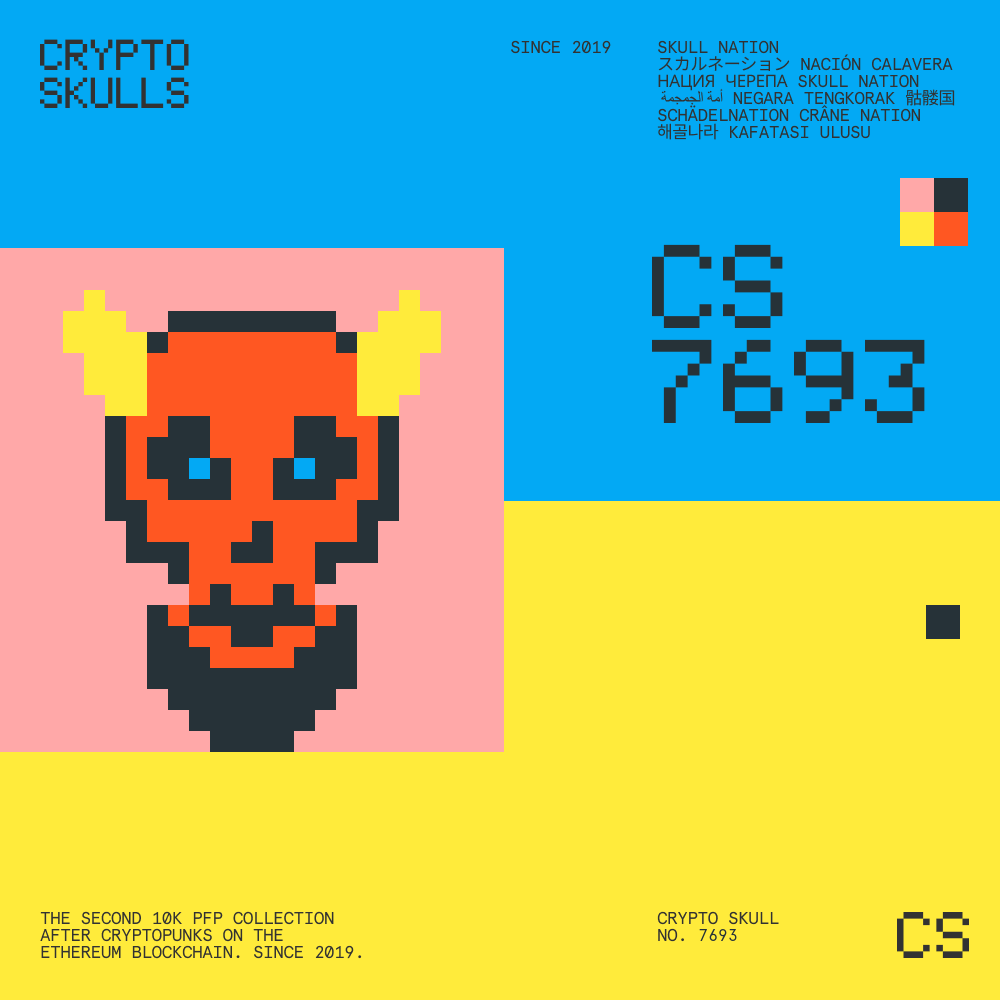 CRYPTO
SKULLS
SINCE 2019
SKULL NATION
スカルネーション NACIÓN CALAVERA
НАЦИЯ ЧЕРЕПА SKULL NATION
أمة الجمجمة NEGARA TENGKORAK 骷髅国
SCHÄDELNATION CRÂNE NATION
해골나라 KAFATASI ULUSU
CS
7693
THE SECOND 10K PFP COLLECTION
AFTER CRYPTOPUNKS ON THE
ETHEREUM BLOCKCHAIN. SINCE 2019.
CRYPTO SKULL
NO. 7693
CS